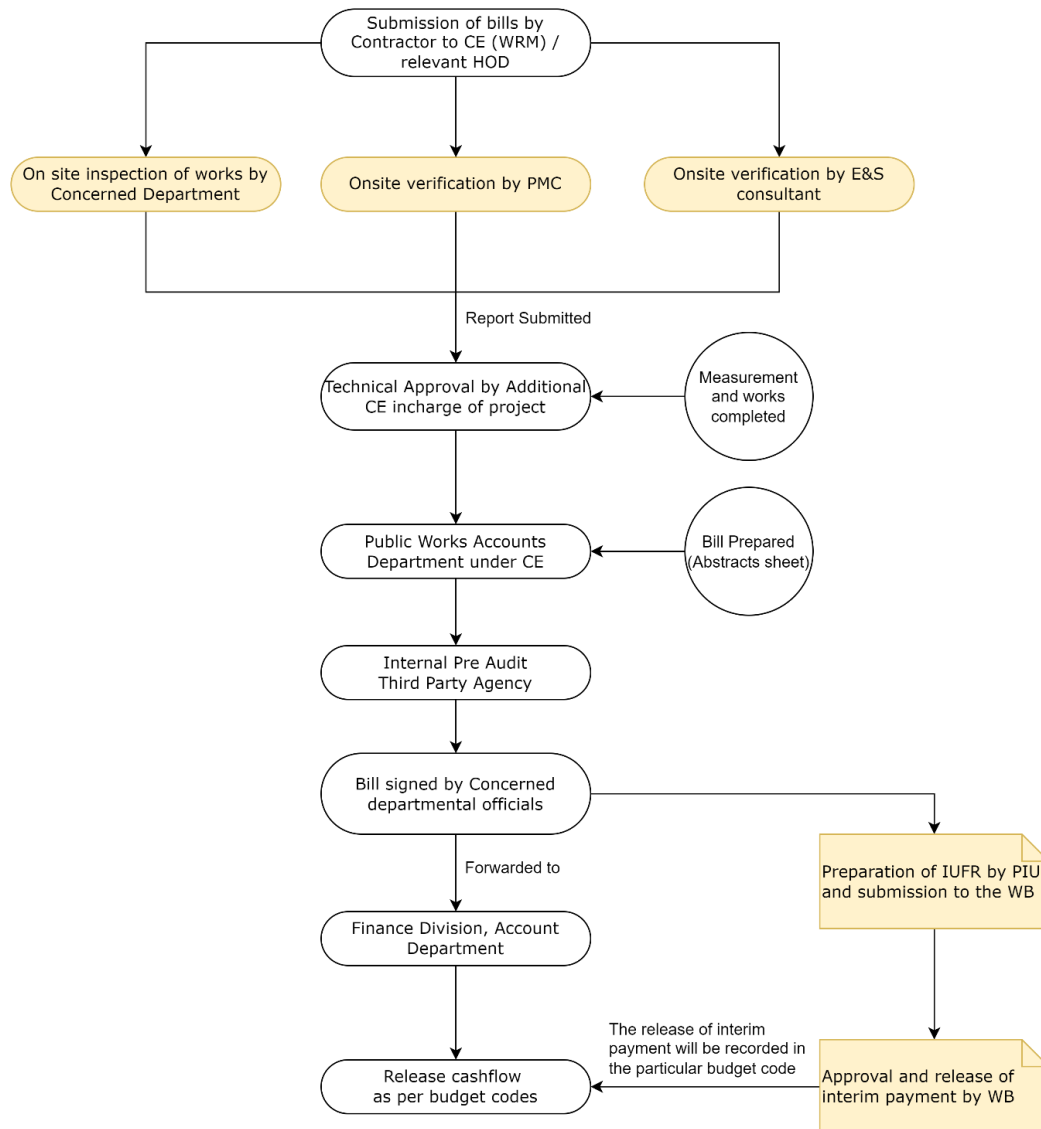 Submission of bills by
Contractor to CE (WRM) /
relevant HOD
On site inspection of works by
Concerned Department
Onsite verification by PMC
Onsite verification by E&S
consultant
Report Submitted
Technical Approval by Additional
CE incharge of project
Measurement
and works
completed
Public Works Accounts
Department under CE
Bill Prepared
(Abstracts sheet)
Internal Pre Audit
Third Party Agency
Bill signed by Concerned
departmental officials
Forwarded to
Preparation of IUFR by PIU
and submission to the WB
Finance Division, Account
Department
The release of interim
payment will be recorded in
the particular budget code
Release cashflow
as per budget codes
Approval and release of
interim payment by WB